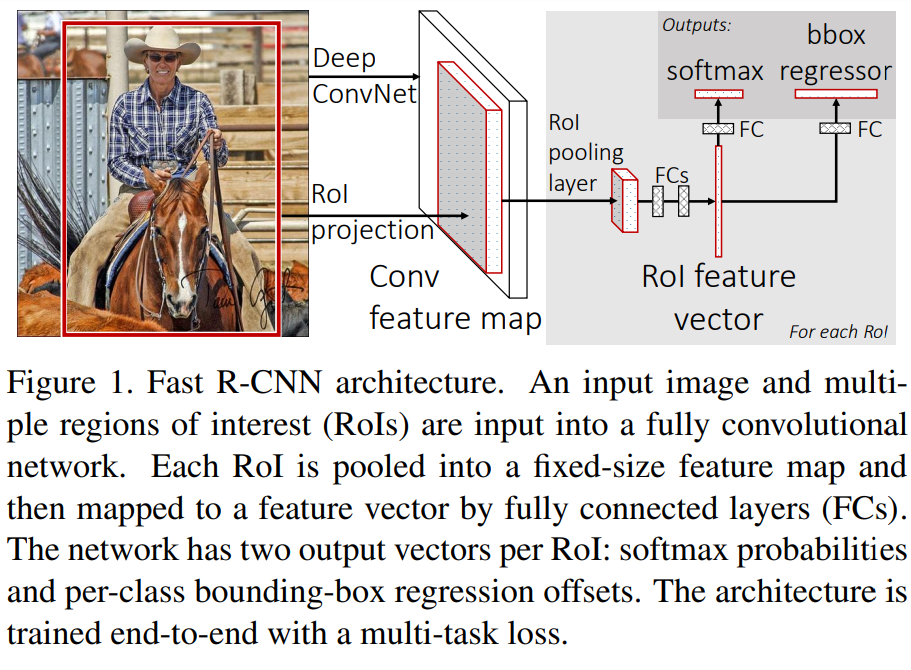 Outputs:
bbox
softmax regressor
Deep
ConvNet
RoI
pooling
layer
FC
FC
FCs
RoI
projection
Conv
feature map
RoI feature
vector
For each RoI
Figure 1. Fast R-CNN architecture. An input image and multi-
ple regions of interest (RoIs) are input into a fully convolutional
network. Each RoI is pooled into a fixed-size feature map and
then mapped to a feature vector by fully connected layers (FCs).
The network has two output vectors per RoI: softmax probabilities
and per-class bounding-box regression offsets. The architecture is
trained end-to-end with a multi-task loss.